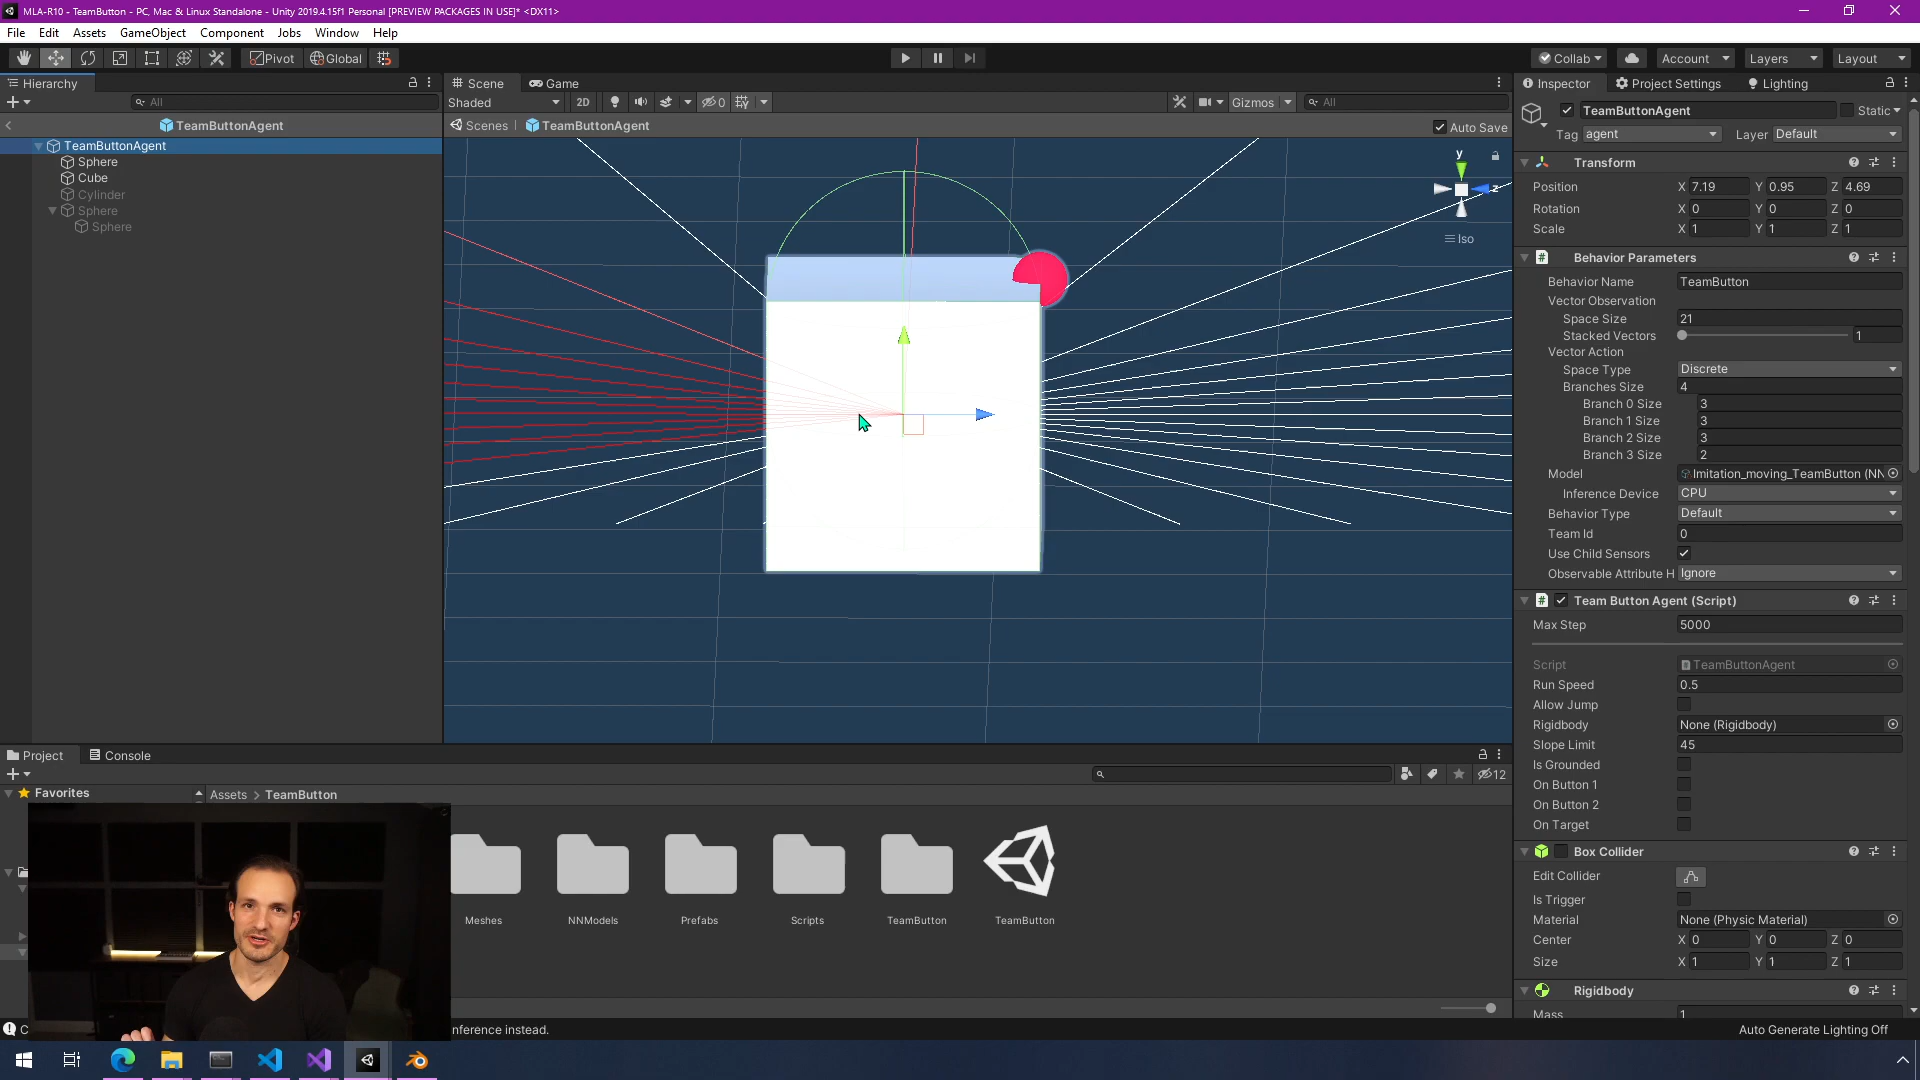 MLA-R10 - TeamButton - PC, Mac & Linux Standalone - Unity 2019.4.15f1 Personal [PREVIEW PACKAGES IN USE]* <DX11>
File Edit Assets GameObject Component Jobs Window Help
Pivot Global Collab Account Layers Layout
Hierarchy
All
TeamButtonAgent
TeamButtonAgent
Sphere
Cube
Cylinder
Sphere
Sphere
Scene Game
Shaded 2D 0 Gizmos All
Scenes TeamButtonAgent Auto Save
y
z
Iso
Inspector Project Settings Lighting
TeamButtonAgent Static
Tag agent Layer Default
Transform
Position X 7.19 Y 0.95 Z 4.69
Rotation X 0 Y 0 Z 0
Scale X 1 Y 1 Z 1
Behavior Parameters
Behavior Name TeamButton
Vector Observation
Space Size 21
Stacked Vectors 1
Vector Action
Space Type Discrete
Branches Size 4
Branch 0 Size 3
Branch 1 Size 3
Branch 2 Size 3
Branch 3 Size 2
Model Imitation_moving_TeamButton (NN
Inference Device CPU
Behavior Type Default
Team Id 0
Use Child Sensors
Observable Attribute H Ignore
Team Button Agent (Script)
Max Step 5000
Script TeamButtonAgent
Run Speed 0.5
Allow Jump
Rigidbody None (Rigidbody)
Slope Limit 45
Is Grounded
On Button 1
On Button 2
On Target
Box Collider
Edit Collider
Is Trigger
Material None (Physic Material)
Center X 0 Y 0 Z 0
Size X 1 Y 1 Z 1
Rigidbody
Mass 1
Project Console
12
Favorites
Assets > TeamButton
Meshes NNModels Prefabs Scripts TeamButton TeamButton
nference instead.
Auto Generate Lighting Off